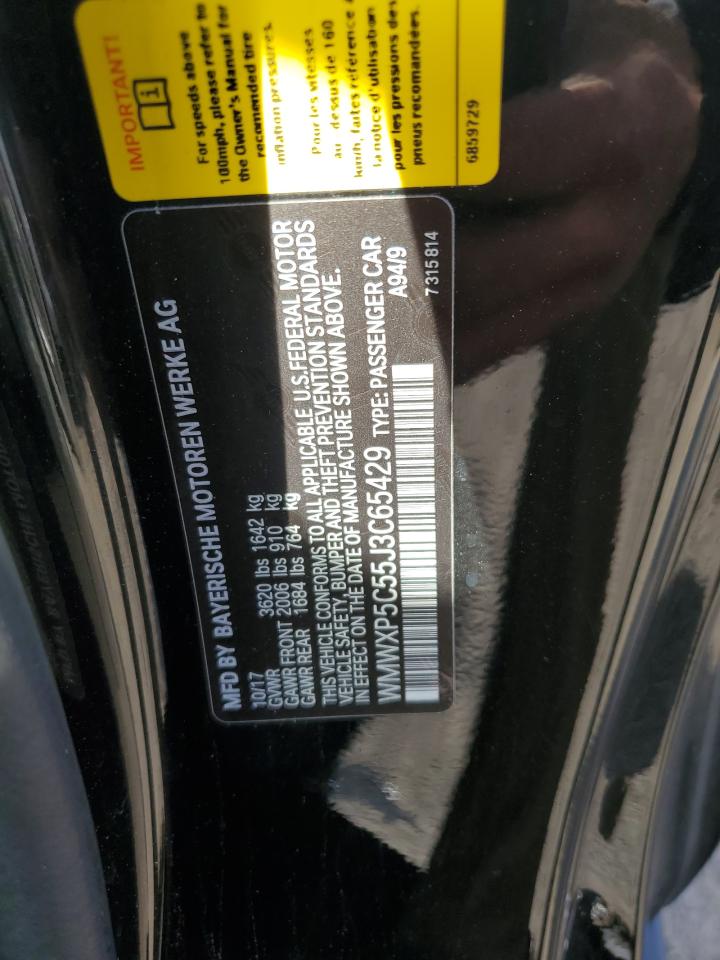 IMPORTANT!
For speeds above
100mph, please refer to
the Owner's Manual for
recomended tire
inflation pressures.
Pour les vitesses
au dessus de 160
km/h, faites référence
la notice d'utilisation
pour les pressions des
pneus recomandées.
6859729
MFD BY BAYERISCHE MOTOREN WERKE AG
10/17
GVWR 3620 lbs 1642 kg
GAWR FRONT 2006 lbs 910 kg
GAWR REAR 1684 lbs 764 kg
THIS VEHICLE CONFORMS TO ALL APPLICABLE U.S.FEDERAL MOTOR
VEHICLE SAFETY, BUMPER AND THEFT PREVENTION STANDARDS
IN EFFECT ON THE DATE OF MANUFACTURE SHOWN ABOVE.
WMWXP5C55J3C65429 TYPE: PASSENGER CAR
A94/9
7315814